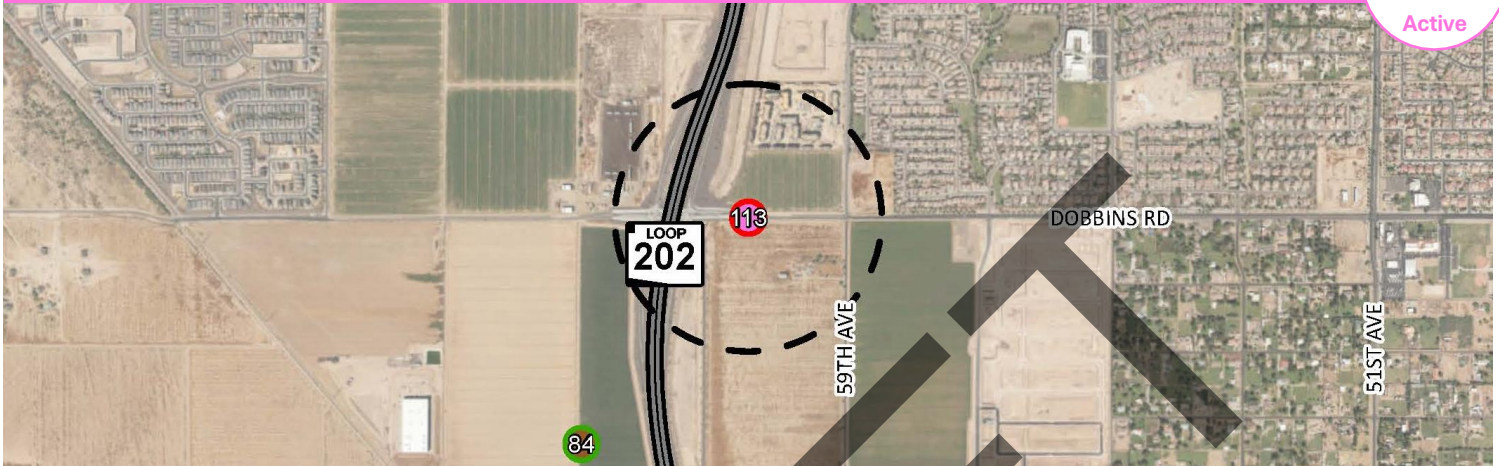 Active
113
DOBBINS RD
LOOP
202
59TH AVE
51ST AVE
84